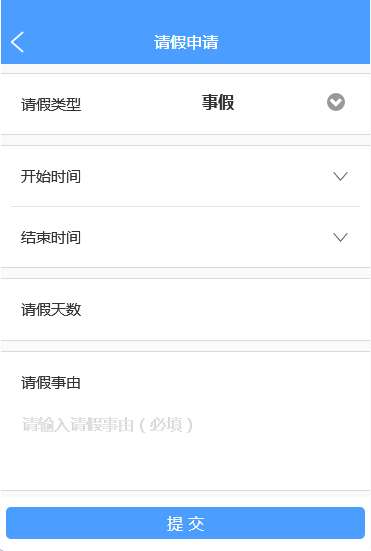 请假申请
请假类型 事假
开始时间
结束时间
请假天数
请假事由
请输入请假事由（必填）
提 交